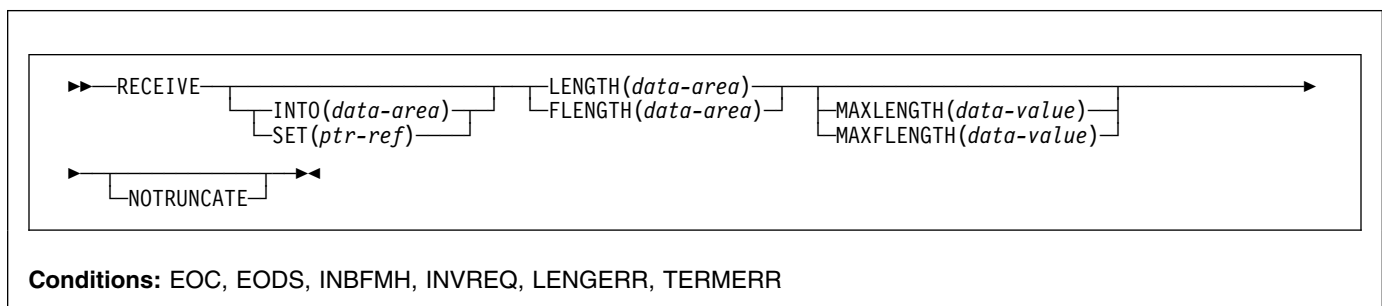 RECEIVE LENGTH(data-area)
INTO(data-area) FLENGTH(data-area) MAXLENGTH(data-value)
SET(ptr-ref) MAXFLENGTH(data-value)
NOTRUNCATE
Conditions: EOC, EODS, INBFMH, INVREQ, LENGERR, TERMERR